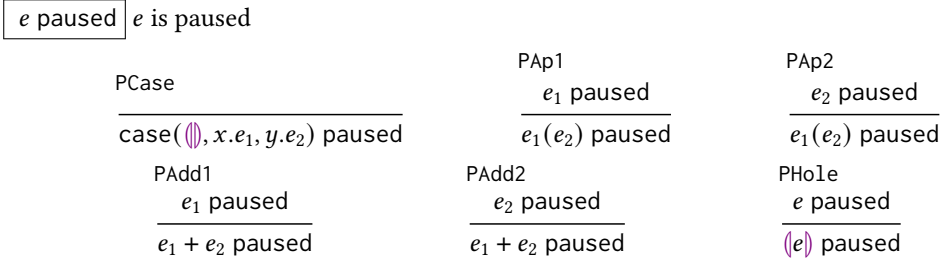 e paused e is paused
PCase PAp1 PAp2
e₁ paused e₂ paused
case(⦇⦈, x.e₁, y.e₂) paused e₁(e₂) paused e₁(e₂) paused
PAdd1 PAdd2 PHole
e₁ paused e₂ paused e paused
e₁ + e₂ paused e₁ + e₂ paused ⦇e⦈ paused